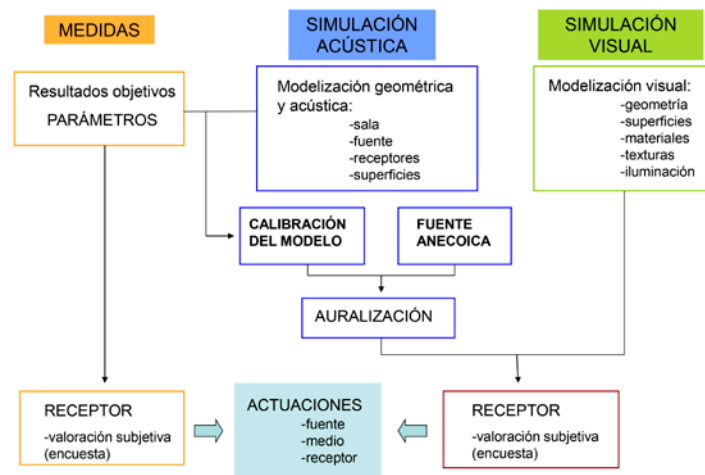 MEDIDAS
SIMULACIÓN
ACÚSTICA
SIMULACIÓN
VISUAL
Resultados objetivos
PARÁMETROS
Modelización geométrica
y acústica:
-sala
-fuente
-receptores
-superficies
Modelización visual:
-geometría
-superficies
-materiales
-texturas
-iluminación
CALIBRACIÓN
DEL MODELO
FUENTE
ANECOICA
AURALIZACIÓN
RECEPTOR
-valoración subjetiva
(encuesta)
ACTUACIONES
-fuente
-medio
-receptor
RECEPTOR
-valoración subjetiva
(encuesta)